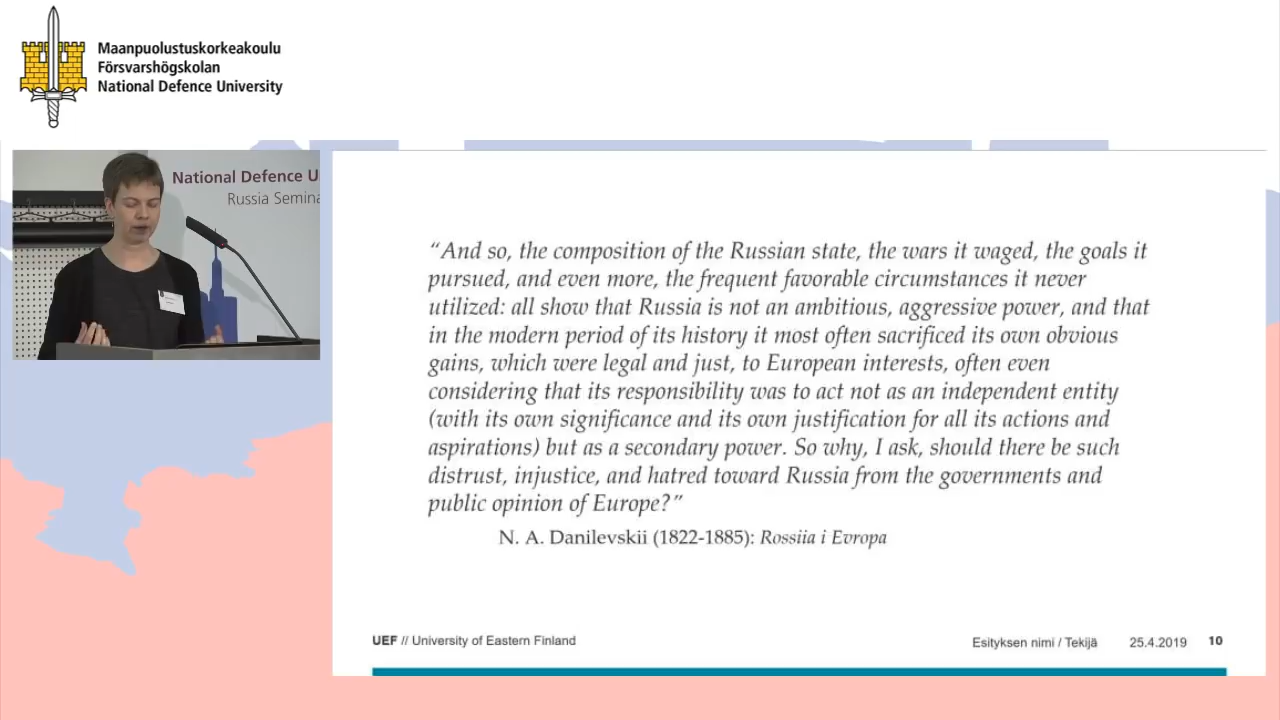 Maanpuolustuskorkeakoulu
Försvarshögskolan
National Defence University
National Defence U
Russia Semina
“And so, the composition of the Russian state, the wars it waged, the goals it
pursued, and even more, the frequent favorable circumstances it never
utilized: all show that Russia is not an ambitious, aggressive power, and that
in the modern period of its history it most often sacrificed its own obvious
gains, which were legal and just, to European interests, often even
considering that its responsibility was to act not as an independent entity
(with its own significance and its own justification for all its actions and
aspirations) but as a secondary power. So why, I ask, should there be such
distrust, injustice, and hatred toward Russia from the governments and
public opinion of Europe?”
N. A. Danilevskii (1822-1885): Rossiia i Evropa
UEF // University of Eastern Finland
Esityksen nimi / Tekijä 25.4.2019 10